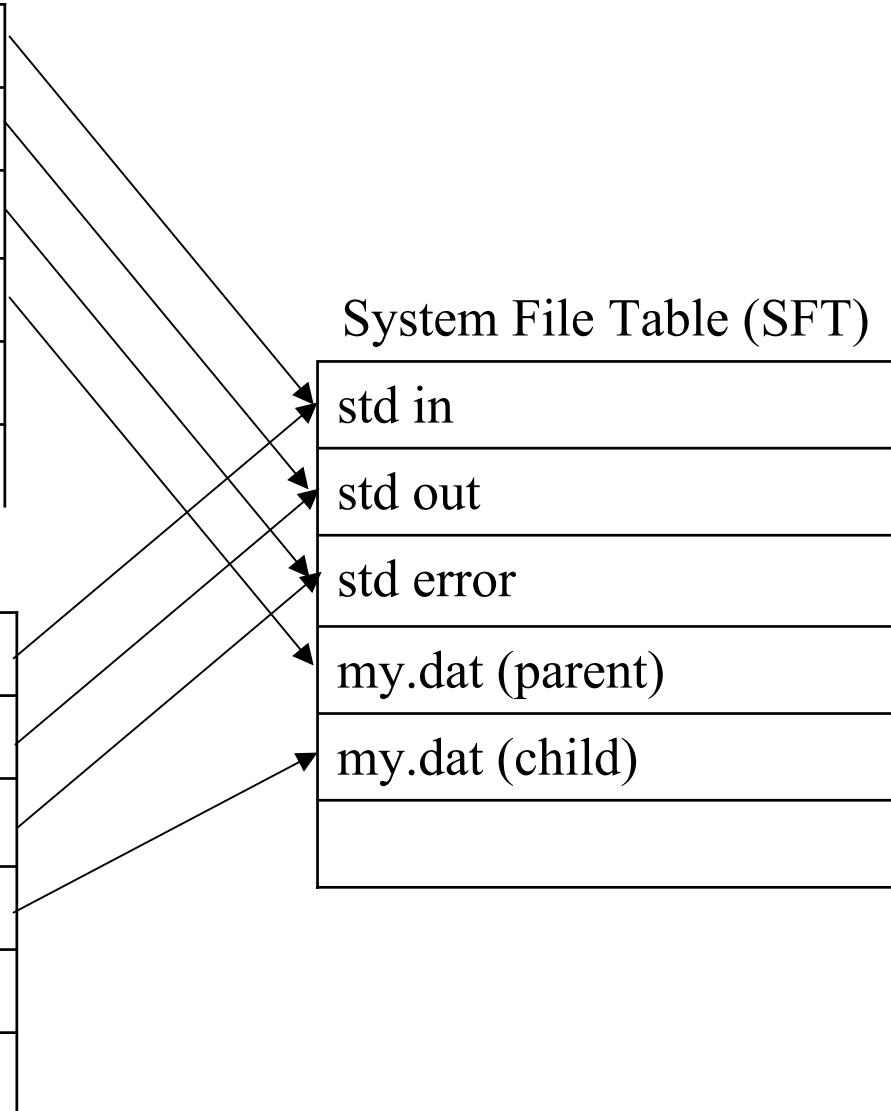 System File Table (SFT)
std in
std out
std error
my.dat (parent)
my.dat (child)